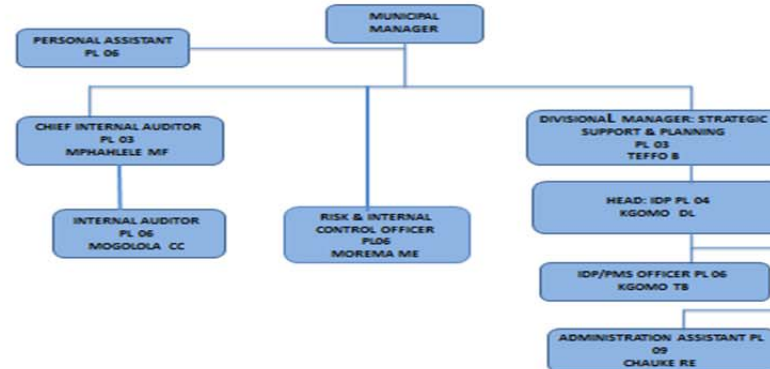 MUNICIPAL
MANAGER
PERSONAL ASSISTANT
PL 06
CHIEF INTERNAL AUDITOR
PL 03
MPHAHLELE MF
DIVISIONAL MANAGER: STRATEGIC
SUPPORT & PLANNING
PL 03
TEFFO B
HEAD: IDP PL 04
KGOMO DL
INTERNAL AUDITOR
PL 06
MOGOLOLA CC
RISK & INTERNAL
CONTROL OFFICER
PL06
MOREMA ME
IDP/PMS OFFICER PL 06
KGOMO TB
ADMINISTRATION ASSISTANT PL
09
CHAUKE RE